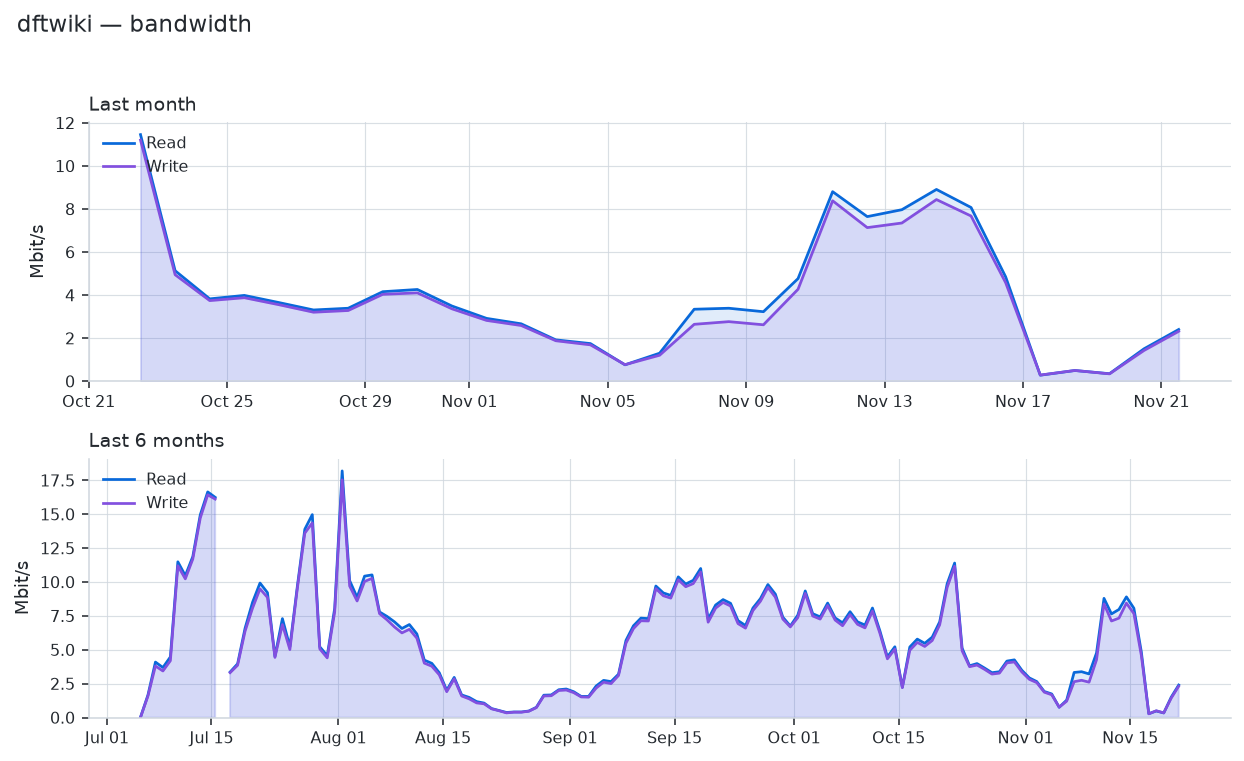 dftwiki — bandwidth
Last month
Mbit/s
12
10
8
6
4
2
0
Read
Write
Oct 21 Oct 25 Oct 29 Nov 01 Nov 05 Nov 09 Nov 13 Nov 17 Nov 21
Last 6 months
Mbit/s
17.5
15.0
12.5
10.0
7.5
5.0
2.5
0.0
Read
Write
Jul 01 Jul 15 Aug 01 Aug 15 Sep 01 Sep 15 Oct 01 Oct 15 Nov 01 Nov 15